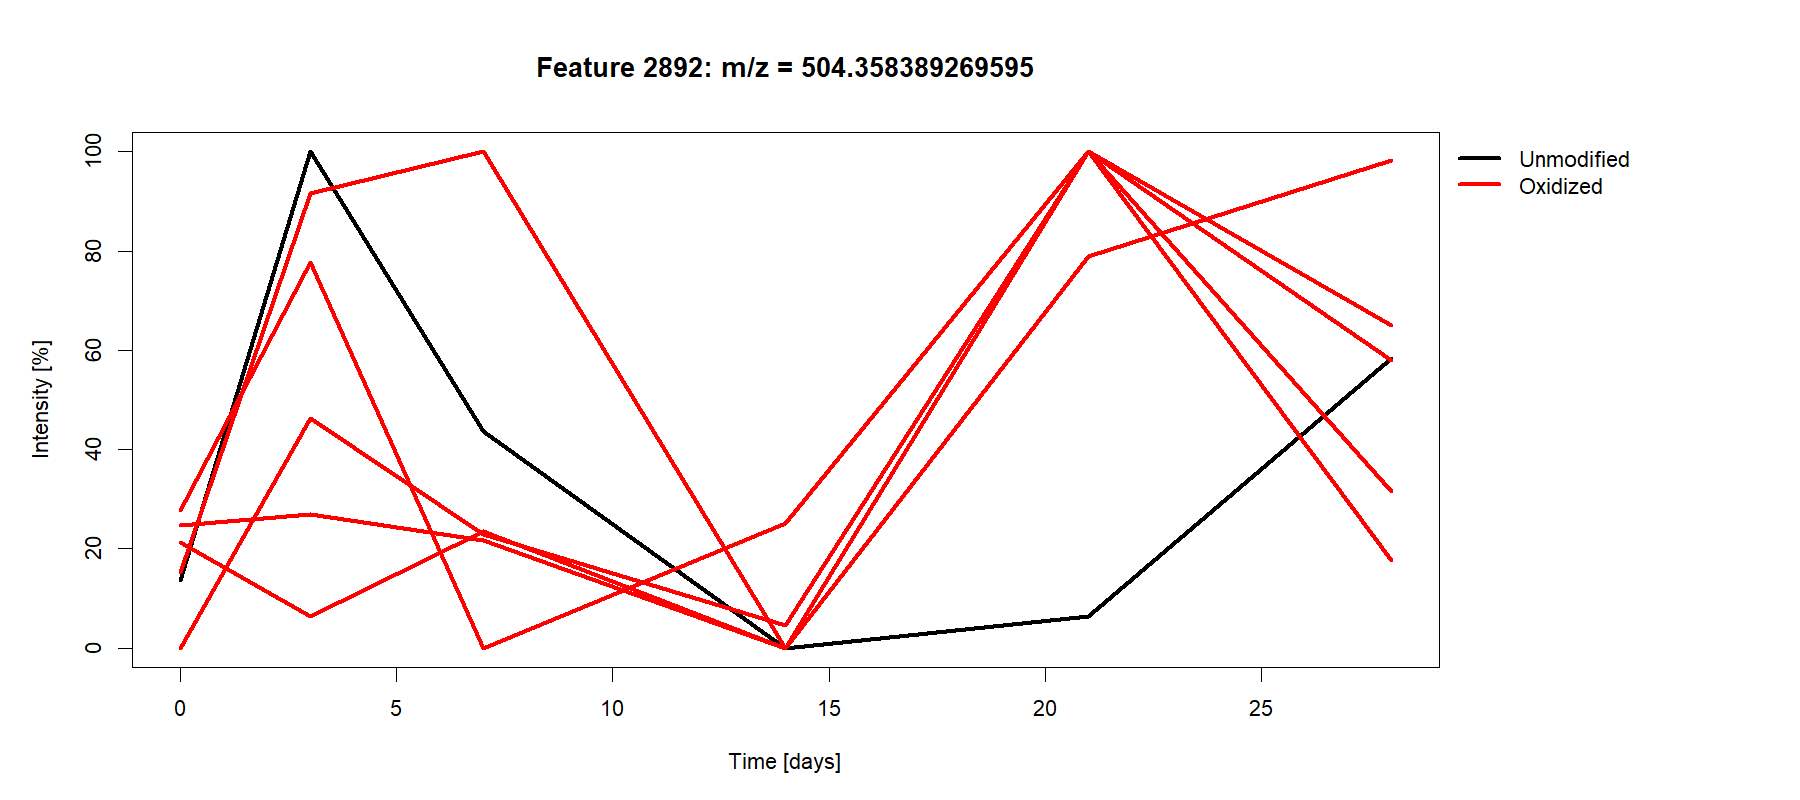 Feature 2892: m/z = 504.358389269595
Unmodified
Oxidized
Intensity [%]
100
80
60
40
20
0
0 5 10 15 20 25
Time [days]